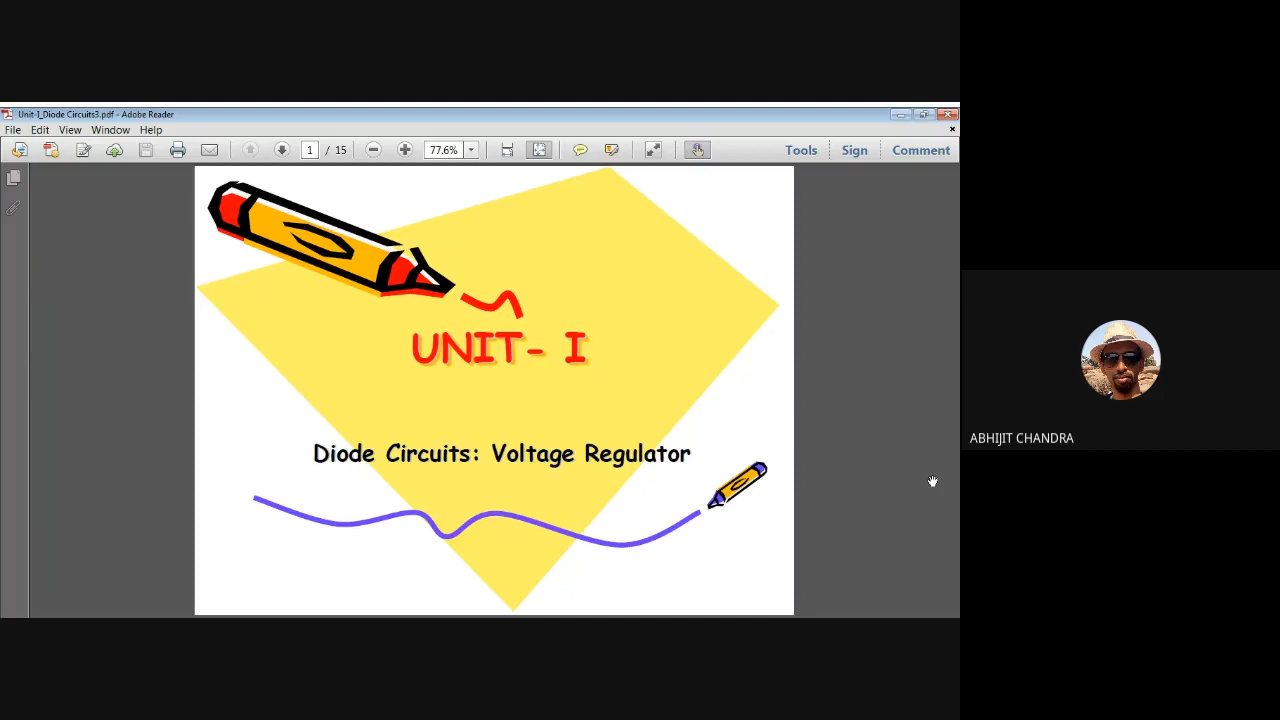 Unit-I_Diode Circuits3.pdf - Adobe Reader
File Edit View Window Help
1 / 15 77.6% Tools Sign Comment
UNIT- I
Diode Circuits: Voltage Regulator
ABHIJIT CHANDRA